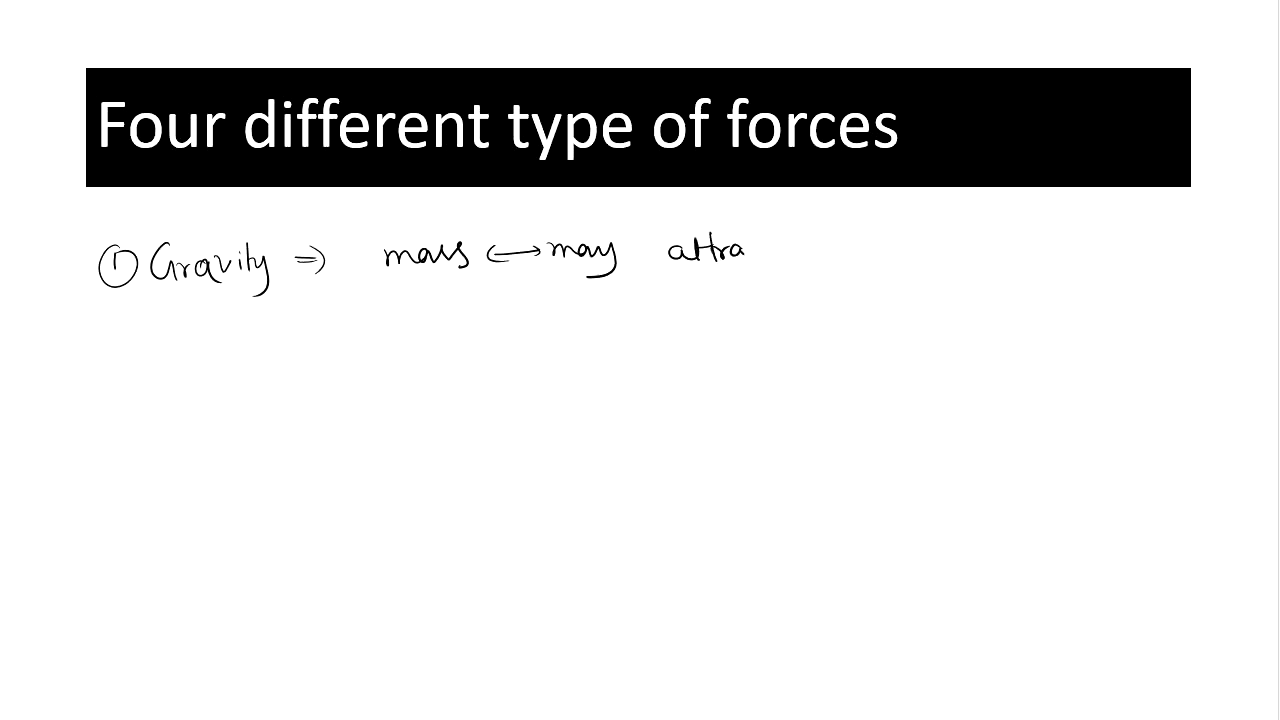 Four different type of forces
① Gravity ⇒ mass ⟷ mass attra